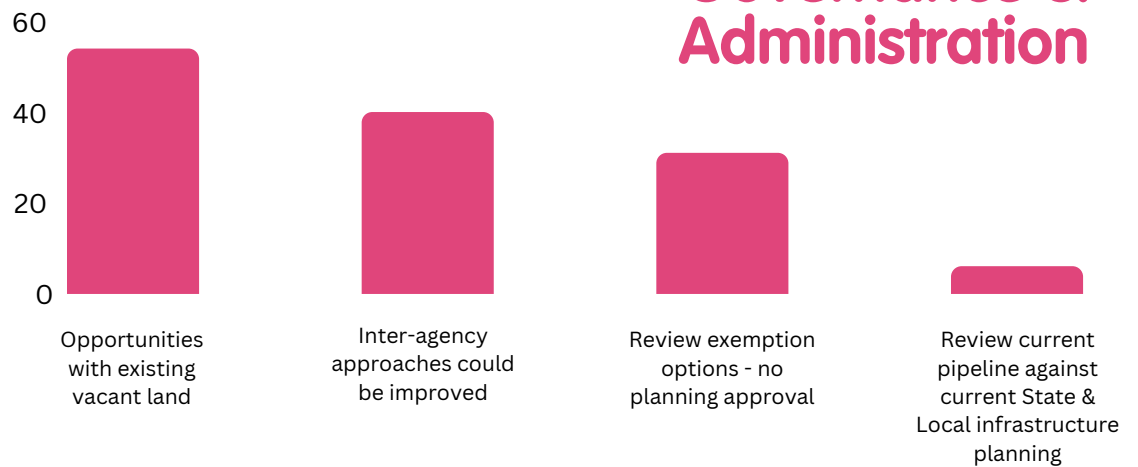 Administration
60
40
20
0
Opportunities
with existing
vacant land
Inter-agency
approaches could
be improved
Review exemption
options - no
planning approval
Review current
pipeline against
current State &
Local infrastructure
planning